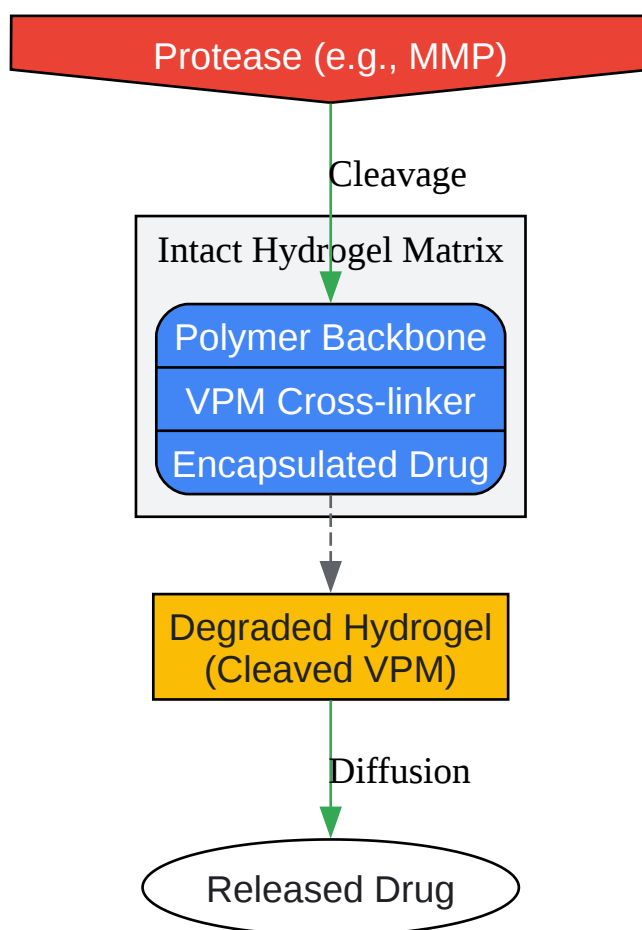 Protease (e.g., MMP)
Cleavage
Intact Hydrogel Matrix
Polymer Backbone
VPM Cross-linker
Encapsulated Drug
Degraded Hydrogel
(Cleaved VPM)
Diffusion
Released Drug